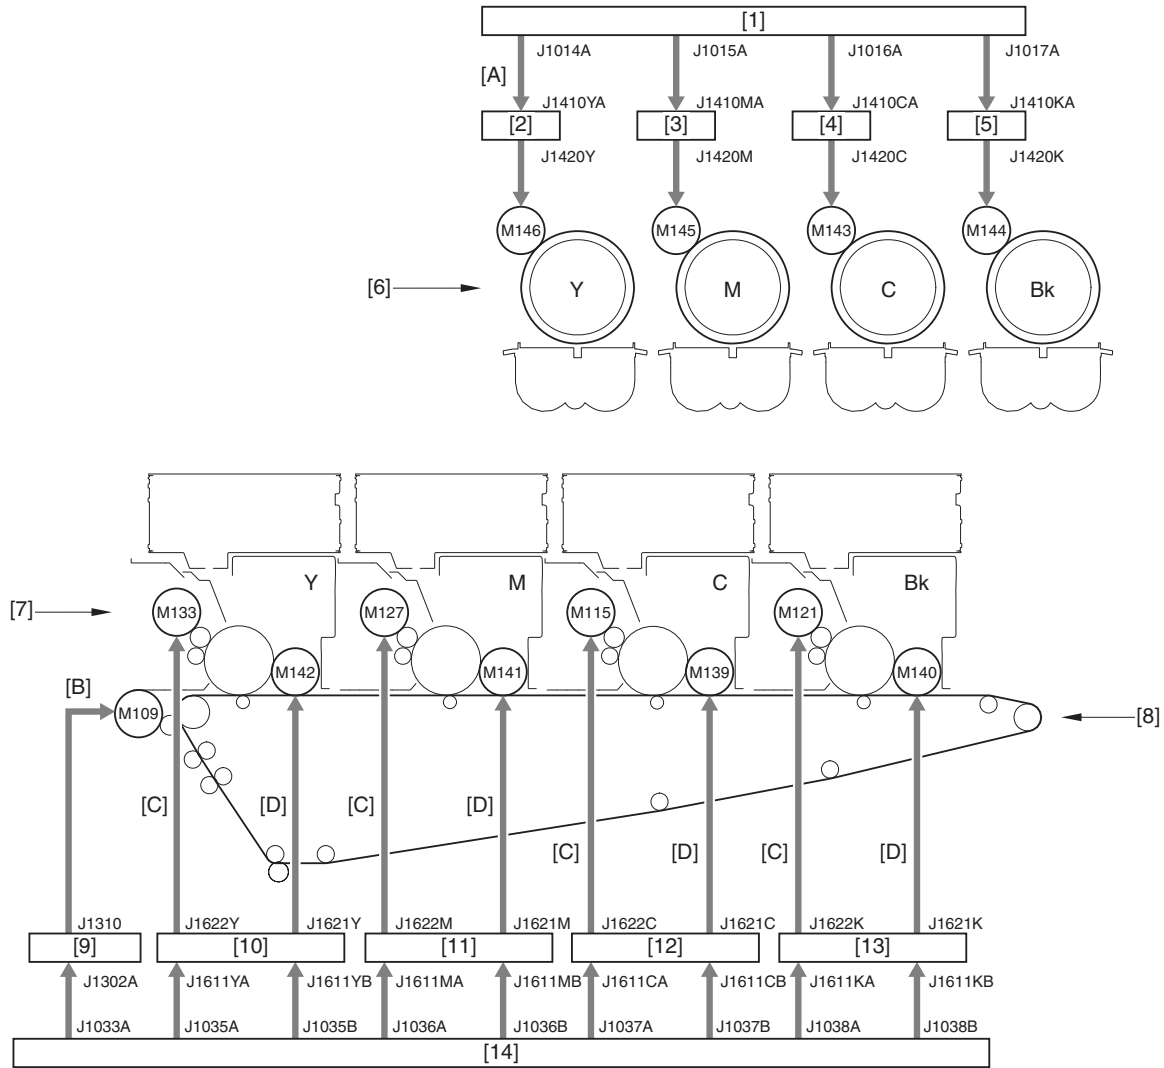 [1]
J1014A J1015A J1016A J1017A
[A]
J1410YA J1410MA J1410CA J1410KA
[2] [3] [4] [5]
J1420Y J1420M J1420C J1420K
M146 M145 M143 M144
[6] Y M C Bk
Y M C Bk
[7] M133 M127 M115 M121
M142 M141 M139 M140
[B]
M109 [8]
[C] [D] [C] [D]
[C] [D] [C] [D]
J1310 J1622Y J1621Y J1622M J1621M J1622C J1621C J1622K J1621K
[9] [10] [11] [12] [13]
J1302A J1611YA J1611YB J1611MA J1611MB J1611CA J1611CB J1611KA J1611KB
J1033A J1035A J1035B J1036A J1036B J1037A J1037B J1038A J1038B
[14]